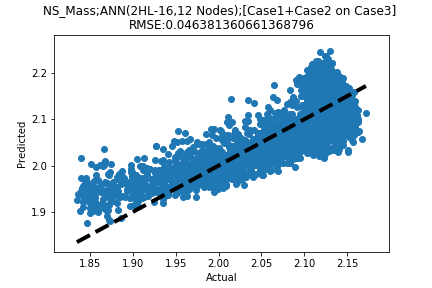 NS_Mass;ANN(2HL-16,12 Nodes);[Case1+Case2 on Case3]
RMSE:0.046381360661368796
2.2
2.1
2.0
1.9
Predicted
1.85 1.90 1.95 2.00 2.05 2.10 2.15
Actual